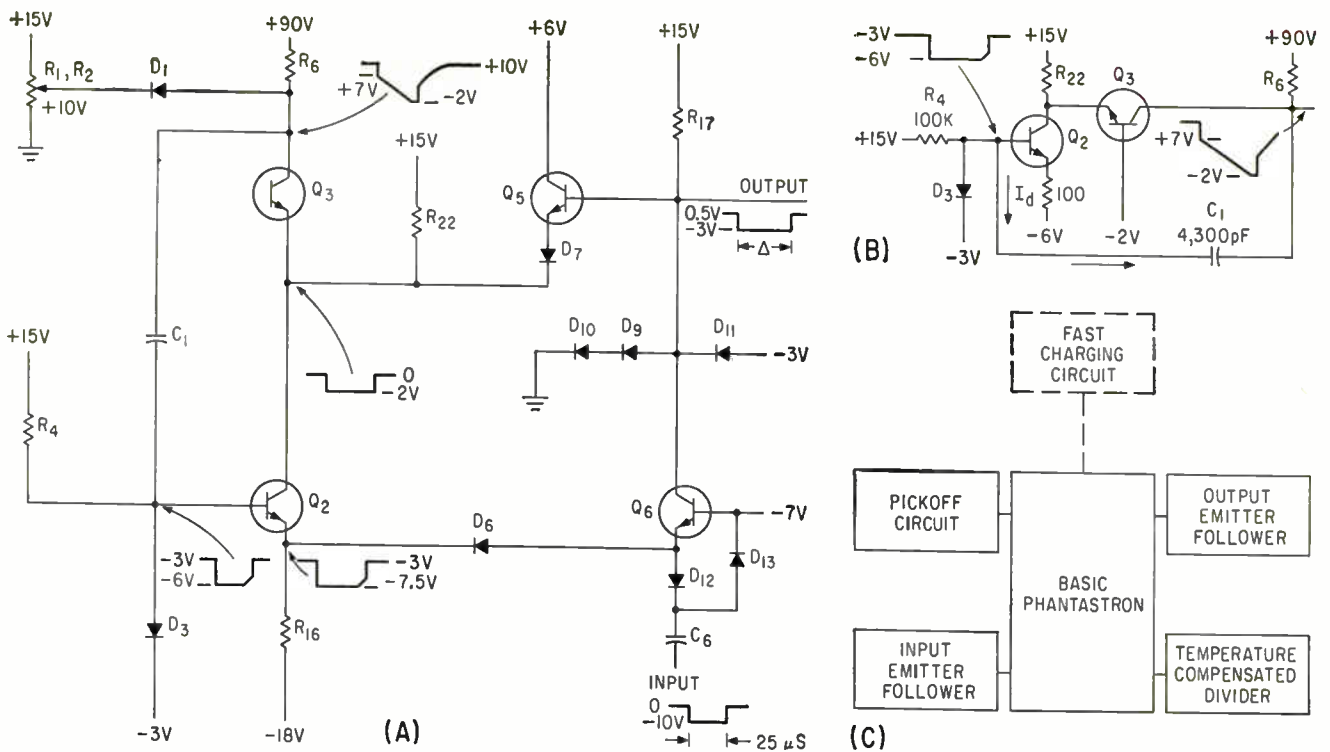 +15V
R1, R2
+10V
D1
+90V
R6
+7V
-2V
+10V
Q3
+15V
R22
C1
0
-2V
+15V
R4
Q2
-3V
-6V
-3V
-7.5V
D3
R16
-3V
-18V
(A)
D6
+6V
Q5
D7
+15V
R17
OUTPUT
0.5V
-3V
Δ
D10
D9
D11
-3V
Q6
-7V
D13
D12
C6
INPUT
0
-10V
25 μS
-3V
-6V
+15V
R22
Q3
+90V
R6
R4
100K
+15V
Q2
+7V
-2V
D3
Id
100
-6V
-2V
C1
4,300pF
-3V
(B)
FAST
CHARGING
CIRCUIT
PICKOFF
CIRCUIT
OUTPUT
EMITTER
FOLLOWER
BASIC
PHANTASTRON
INPUT
EMITTER
FOLLOWER
TEMPERATURE
COMPENSATED
DIVIDER
(C)